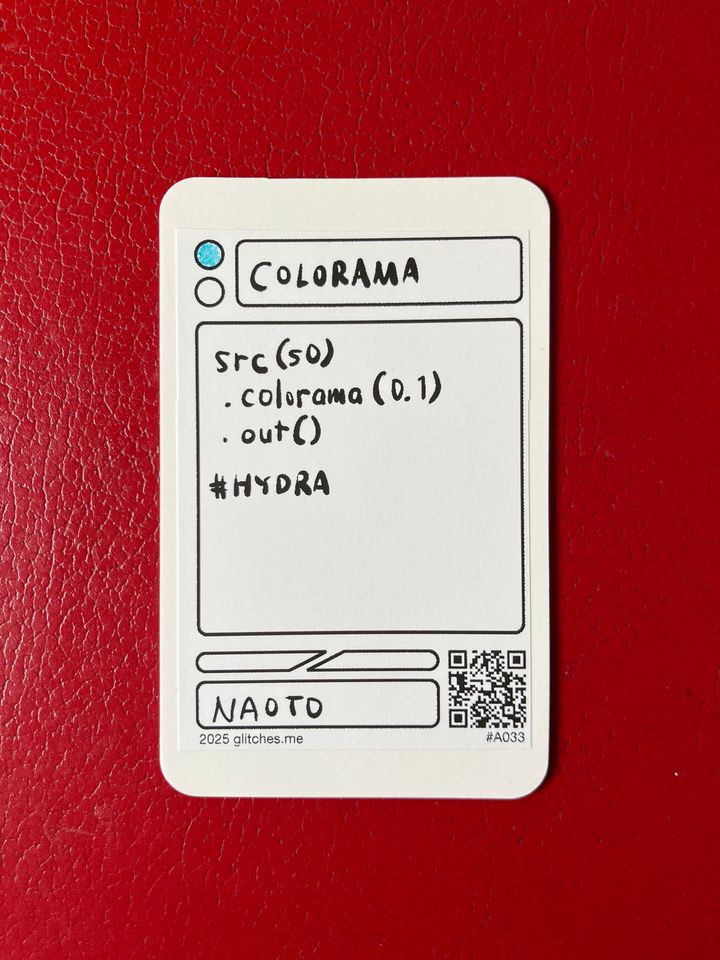 COLORAMA
src(s0)
.colorama(0.1)
.out()
#HYDRA
NAOTO
2025 glitches.me
#A033